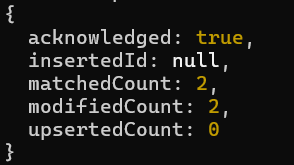 {
  acknowledged: true,
  insertedId: null,
  matchedCount: 2,
  modifiedCount: 2,
  upsertedCount: 0
}